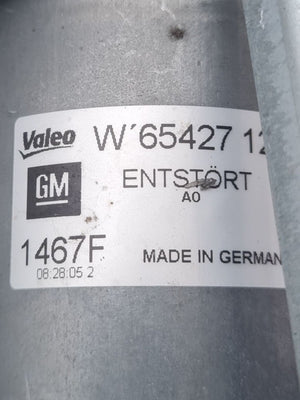 Valeo W´65427 12
GM ENTSTÖRT
A0
1467F MADE IN GERMAN
08:28:05 2